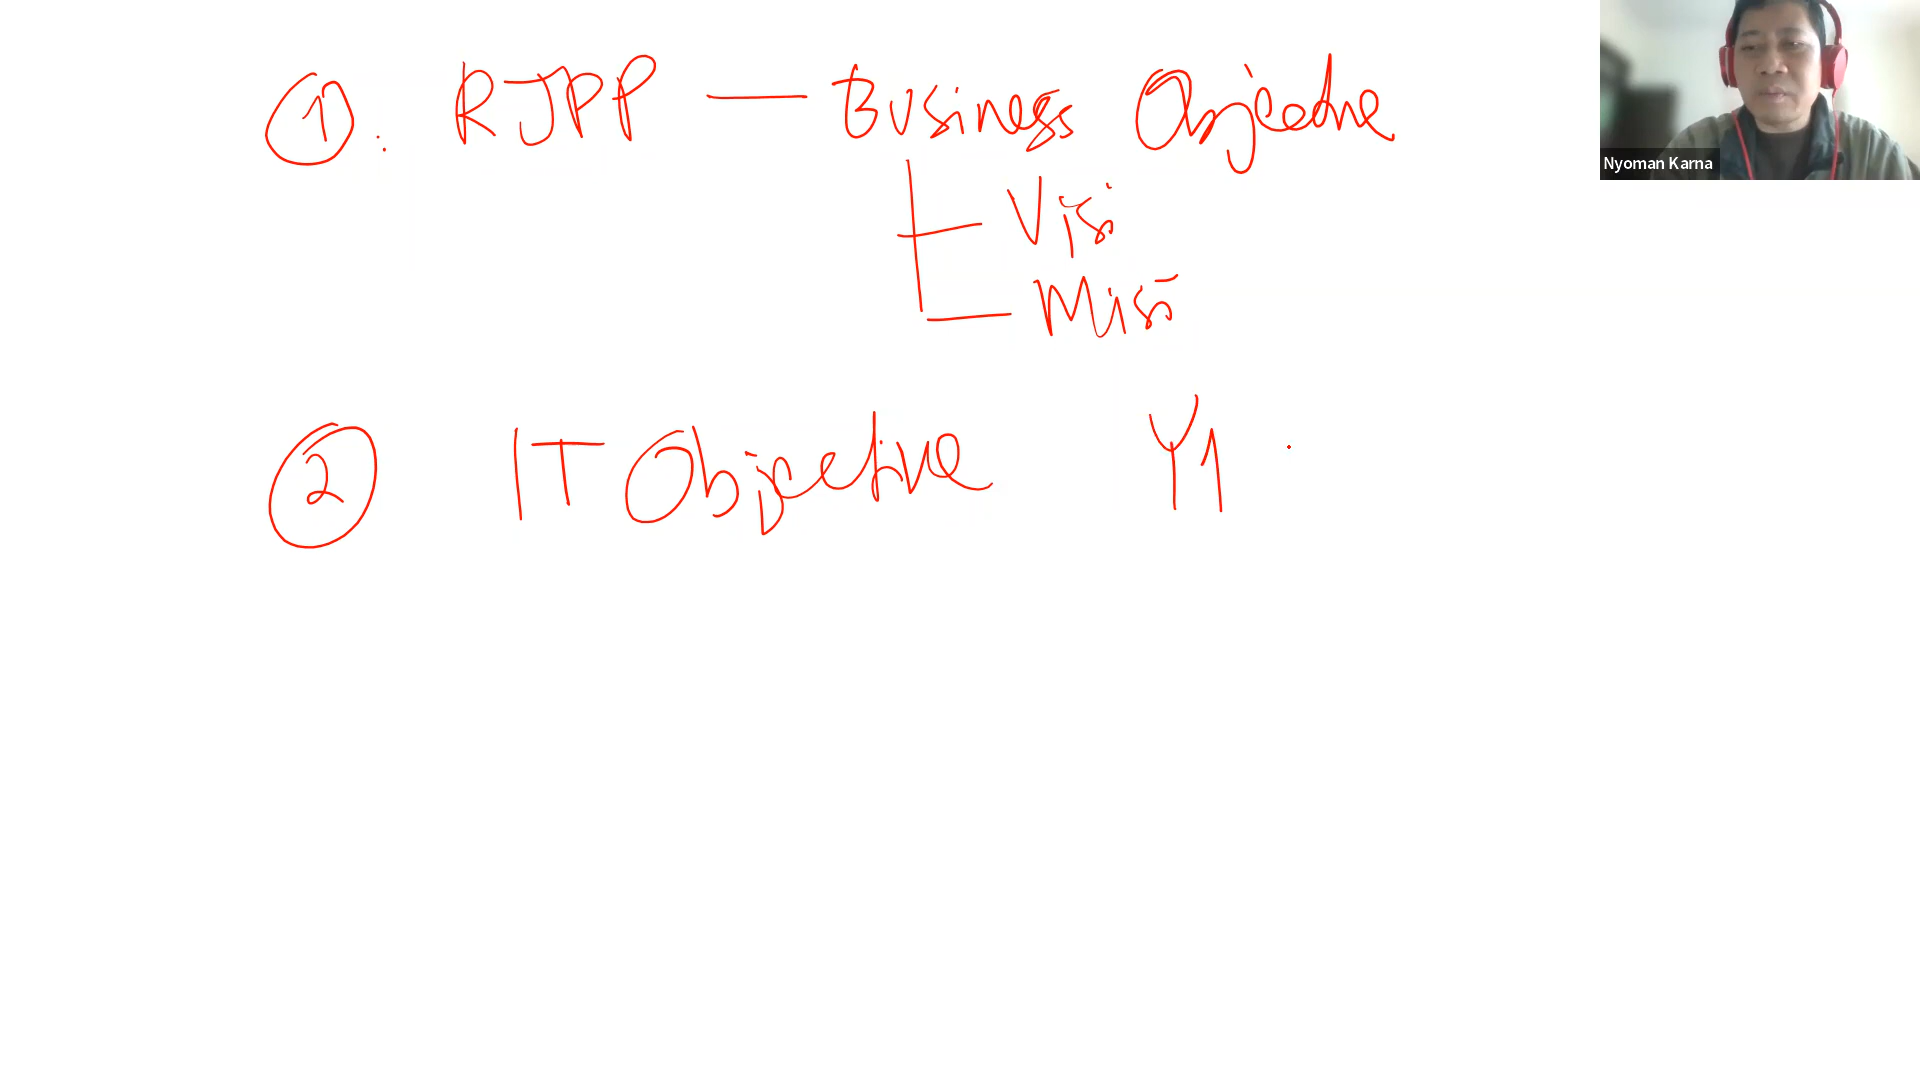 1 : RJPP — Business Objective
Visi
Misi
2 IT Objective Y1
Nyoman Karna